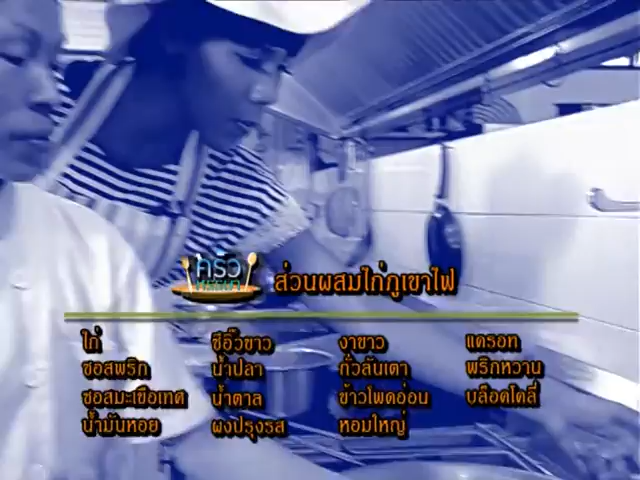 ครัว
ส่วนผสมไก่ภูเขาไฟ
ไก่
ซอสพริก
ซอสมะเขือเทศ
น้ำมันหอย
ซีอิ๊วขาว
น้ำปลา
น้ำตาล
ผงปรุงรส
งาขาว
ถั่วลันเตา
ข้าวโพดอ่อน
หอมใหญ่
แครอท
พริกหวาน
บล็อคโคลี่